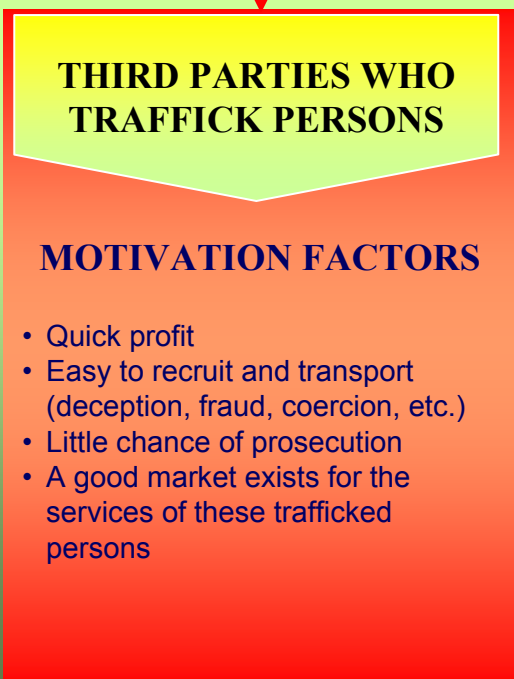 THIRD PARTIES WHO
TRAFFICK PERSONS
MOTIVATION FACTORS
• Quick profit
• Easy to recruit and transport
(deception, fraud, coercion, etc.)
• Little chance of prosecution
• A good market exists for the
services of these trafficked
persons